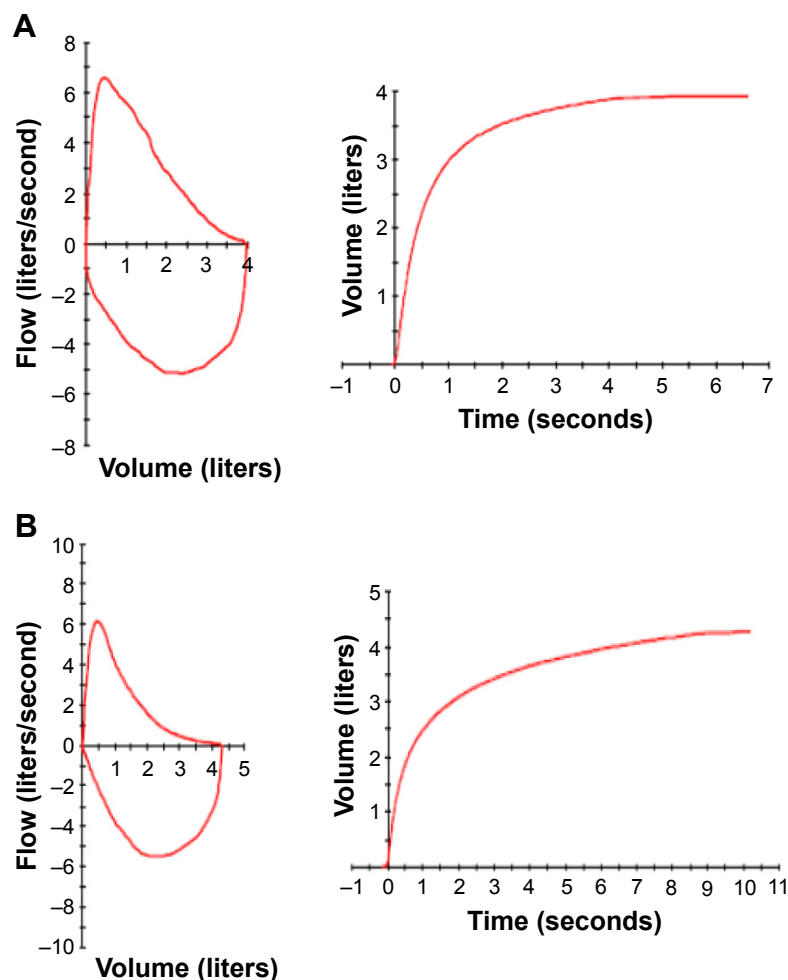 A
8
6
4
2
0
–2
–4
–6
–8
1 2 3 4
Flow (liters/second)
Volume (liters)
4
3
2
1
–1 0 1 2 3 4 5 6 7
Volume (liters)
Time (seconds)
B
10
8
6
4
2
0
–2
–4
–6
–8
–10
1 2 3 4 5
Flow (liters/second)
Volume (liters)
5
4
3
2
1
–1 0 1 2 3 4 5 6 7 8 9 10 11
Volume (liters)
Time (seconds)